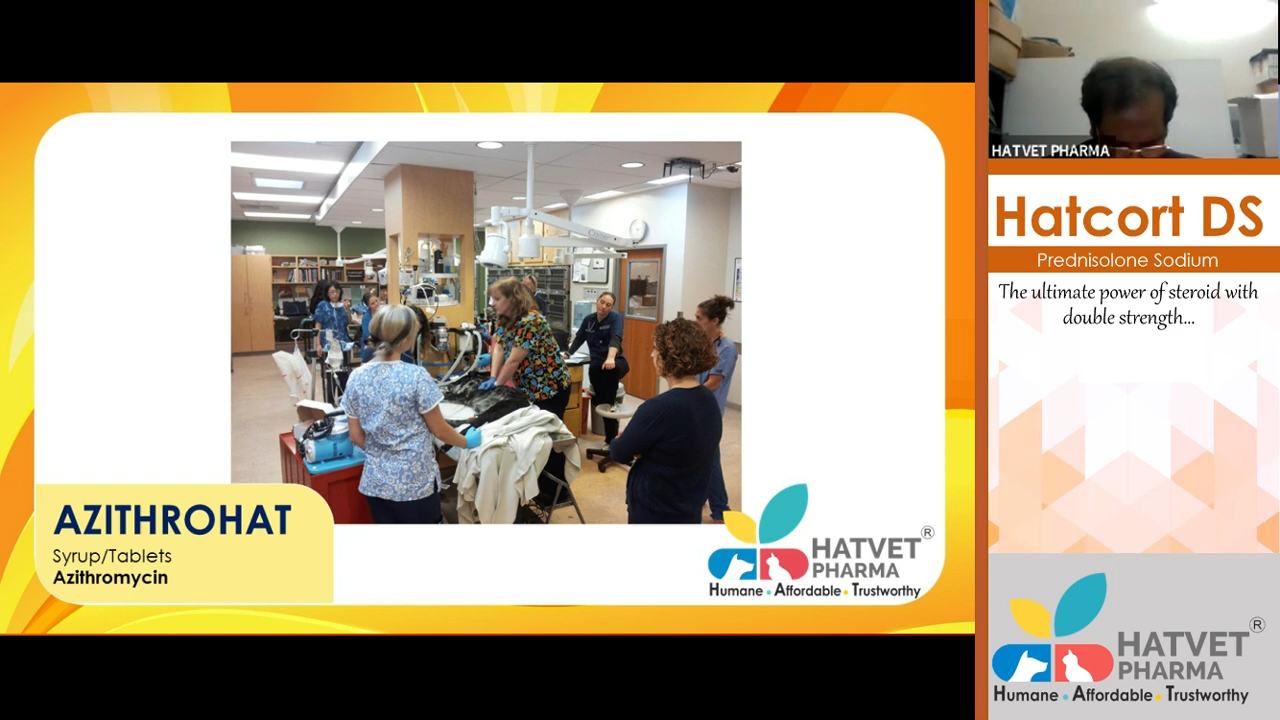 AZITHROHAT
Syrup/Tablets
Azithromycin
HATVET ®
PHARMA
Humane • Affordable • Trustworthy
HATVET PHARMA
Hatcort DS
Prednisolone Sodium
The ultimate power of steroid with
double strength...
HATVET ®
PHARMA
Humane • Affordable • Trustworthy